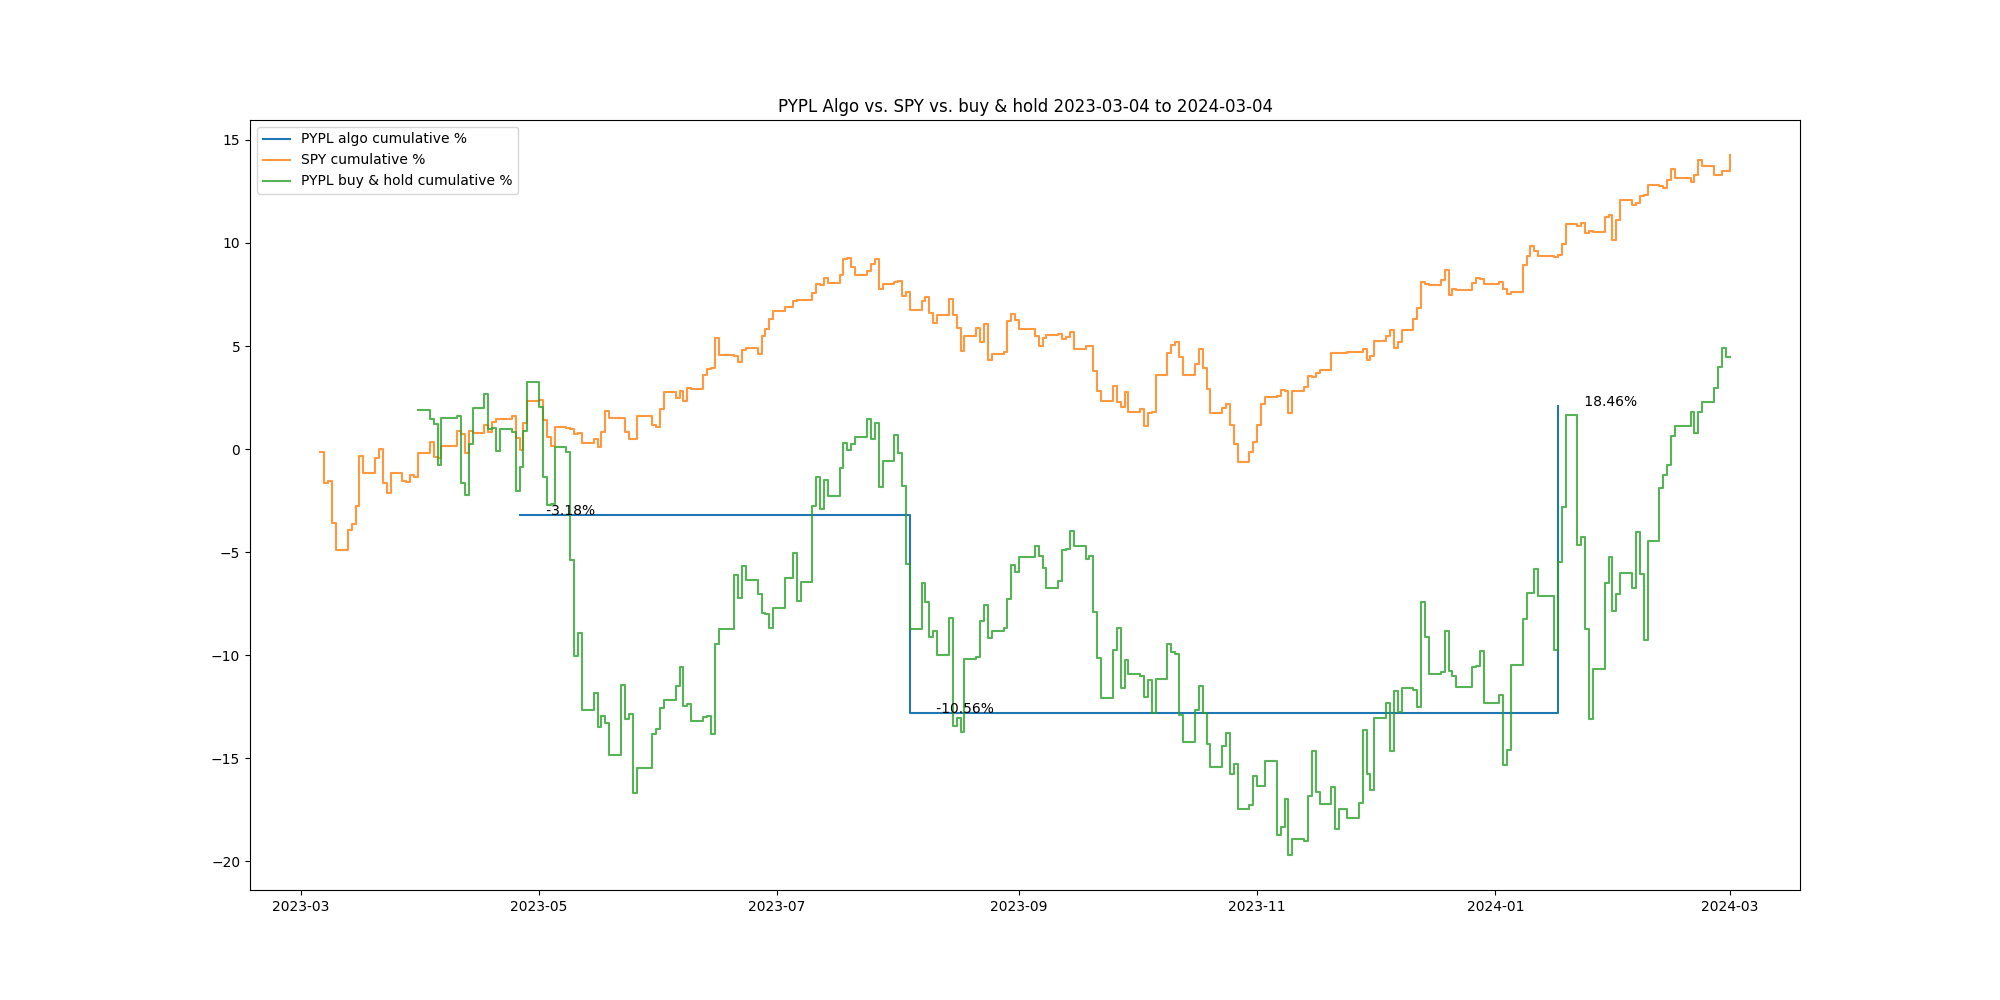 PYPL Algo vs. SPY vs. buy & hold 2023-03-04 to 2024-03-04
PYPL algo cumulative %
SPY cumulative %
PYPL buy & hold cumulative %
15
10
5
0
−5
−10
−15
−20
18.46%
-3.18%
-10.56%
2023-03 2023-05 2023-07 2023-09 2023-11 2024-01 2024-03